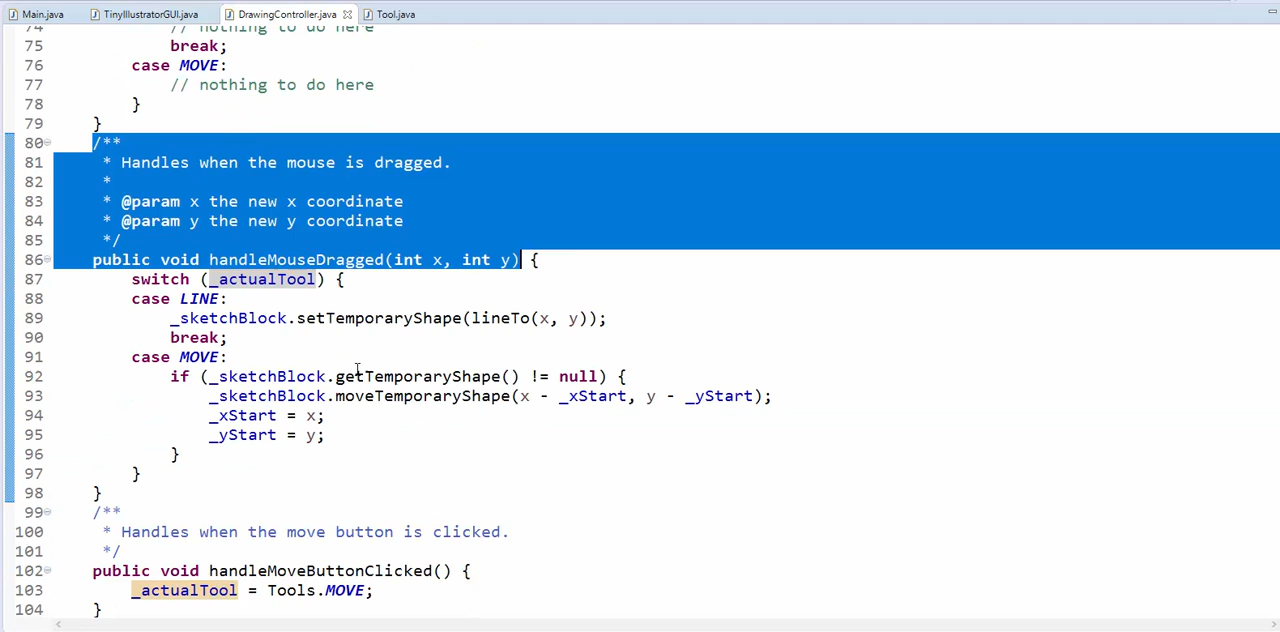 Main.java TinyIllustratorGUI.java DrawingController.java Tool.java
74 // nothing to do here
75 break;
76 case MOVE:
77 // nothing to do here
78 }
79 }
80 /**
81 * Handles when the mouse is dragged.
82 *
83 * @param x the new x coordinate
84 * @param y the new y coordinate
85 */
86 public void handleMouseDragged(int x, int y) {
87 switch (_actualTool) {
88 case LINE:
89 _sketchBlock.setTemporaryShape(lineTo(x, y));
90 break;
91 case MOVE:
92 if (_sketchBlock.getTemporaryShape() != null) {
93 _sketchBlock.moveTemporaryShape(x - _xStart, y - _yStart);
94 _xStart = x;
95 _yStart = y;
96 }
97 }
98 }
99 /**
100 * Handles when the move button is clicked.
101 */
102 public void handleMoveButtonClicked() {
103 _actualTool = Tools.MOVE;
104 }